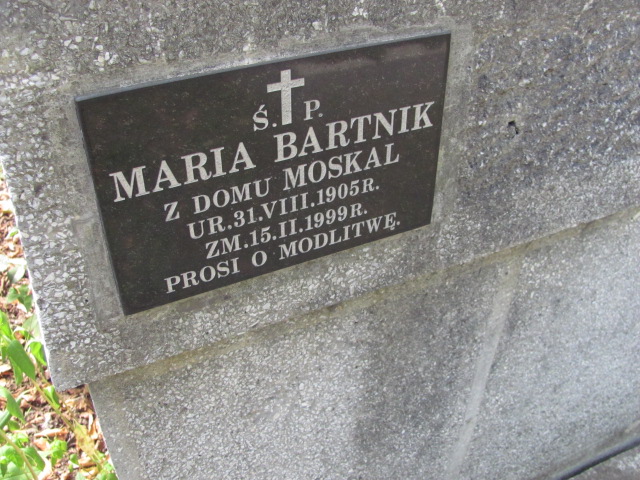 Ś. P.
MARIA BARTNIK
Z DOMU MOSKAL
UR.31.VIII.1905R.
ZM.15.II.1999R.
PROSI O MODLITWĘ.